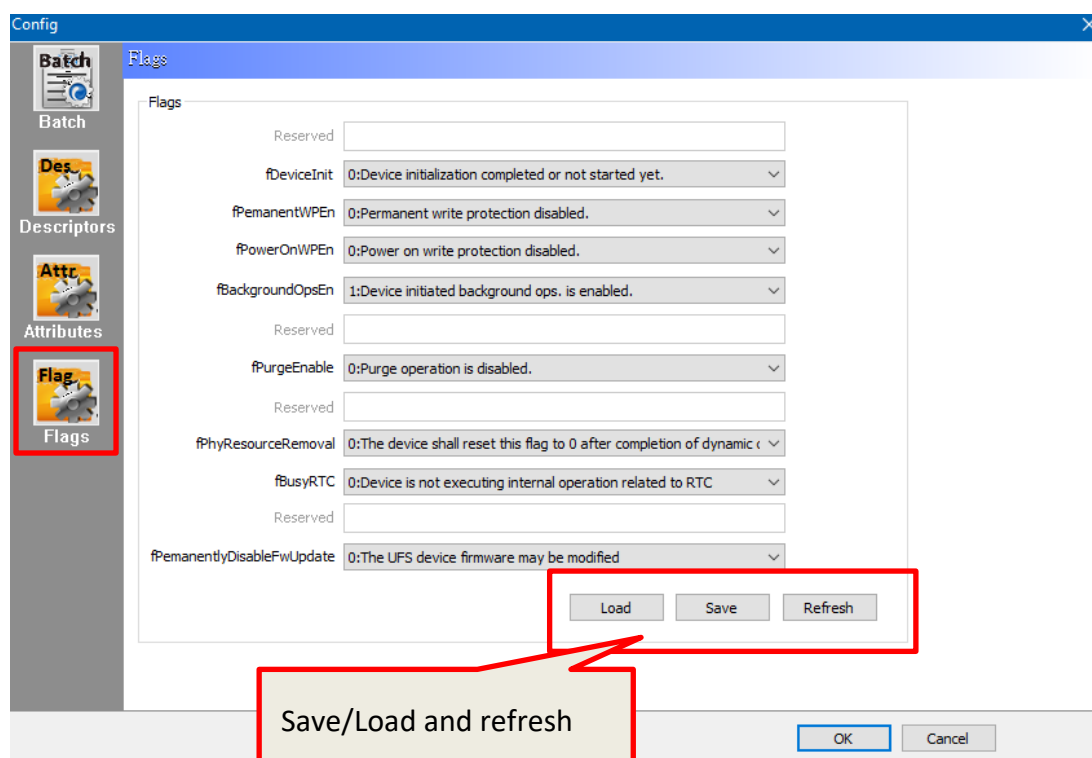 Config
Batch
Batch
Des
Descriptors
Attr
Attributes
Flag
Flags
Flags
Flags
Reserved
fDeviceInit 0:Device initialization completed or not started yet.
fPemanentWPEn 0:Permanent write protection disabled.
fPowerOnWPEn 0:Power on write protection disabled.
fBackgroundOpsEn 1:Device initiated background ops. is enabled.
Reserved
fPurgeEnable 0:Purge operation is disabled.
Reserved
fPhyResourceRemoval 0:The device shall reset this flag to 0 after completion of dynamic
fBusyRTC 0:Device is not executing internal operation related to RTC
Reserved
fPemanentlyDisableFwUpdate 0:The UFS device firmware may be modified
Load Save Refresh
Save/Load and refresh
OK Cancel